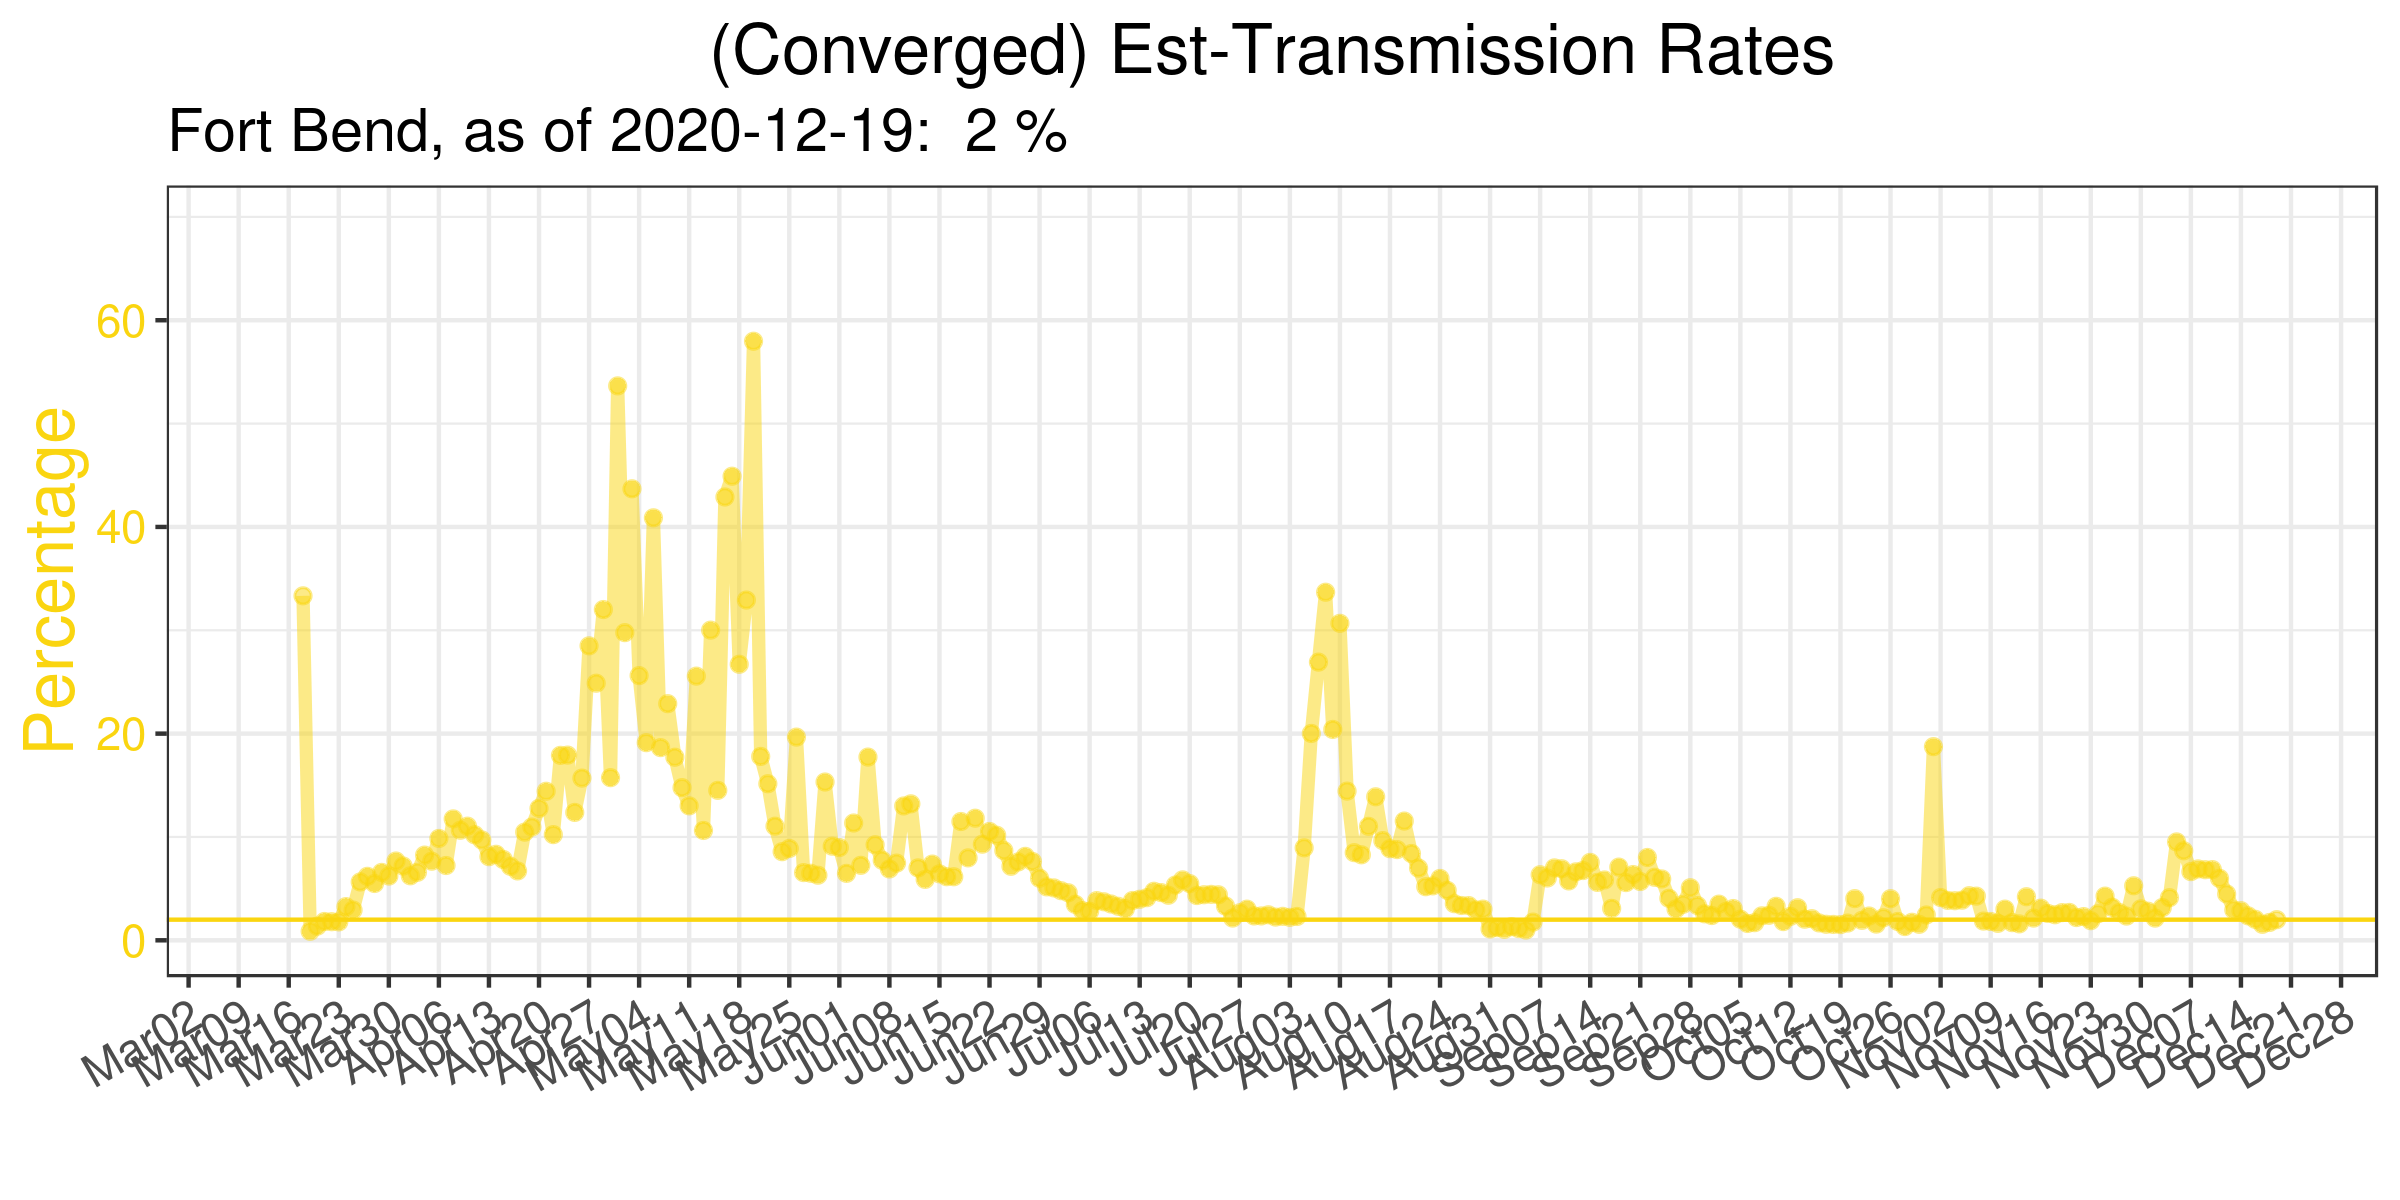 (Converged) Est-Transmission Rates
Fort Bend, as of 2020-12-19:  2 %
Percentage
60
40
20
0
Mar02
Mar09
Mar16
Mar23
Mar30
Apr06
Apr13
Apr20
Apr27
May04
May11
May18
May25
Jun01
Jun08
Jun15
Jun22
Jun29
Jul06
Jul13
Jul20
Jul27
Aug03
Aug10
Aug17
Aug24
Aug31
Sep07
Sep14
Sep21
Sep28
Oct05
Oct12
Oct19
Oct26
Nov02
Nov09
Nov16
Nov23
Nov30
Dec07
Dec14
Dec21
Dec28